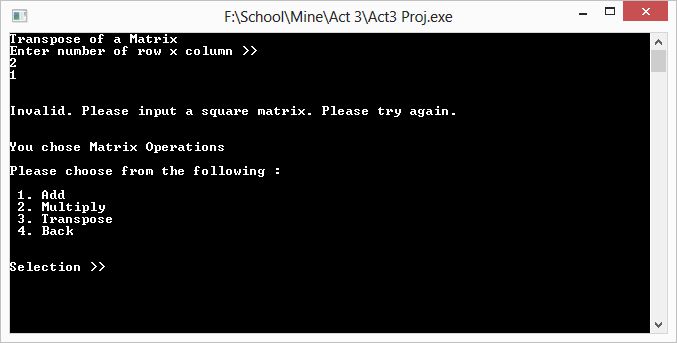 F:\School\Mine\Act 3\Act3 Proj.exe
Transpose of a Matrix
Enter number of row x column >>
2
1
Invalid. Please input a square matrix. Please try again.
You chose Matrix Operations
Please choose from the following :
1. Add
2. Multiply
3. Transpose
4. Back
Selection >>